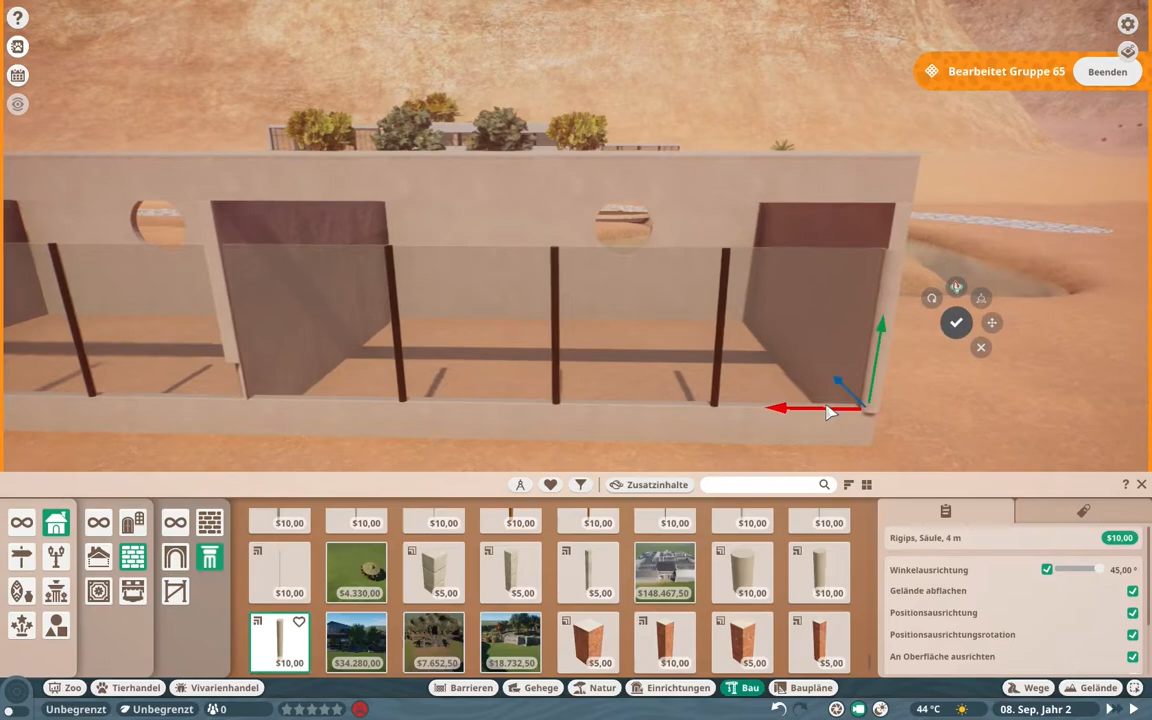 ?
Bearbeitet Gruppe 65
Beenden
Zusatzinhalte
?
$10,00 $10,00 $10,00 $10,00 $10,00 $10,00 $10,00 $10,00
$10,00 $4.330,00 $5,00 $5,00 $5,00 $148.467,50 $10,00 $10,00
$10,00 $34.280,00 $7.652,50 $18.732,50 $5,00 $10,00 $5,00 $5,00
Rigips, Säule, 4 m $10,00
Winkelausrichtung 45,00 °
Gelände abflachen
Positionsausrichtung
Positionsausrichtungsrotation
An Oberfläche ausrichten
Zoo Tierhandel Vivarienhandel Barrieren Gehege Natur Einrichtungen Bau Baupläne Wege Gelände
Unbegrenzt Unbegrenzt 0 44 °C 08. Sep, Jahr 2